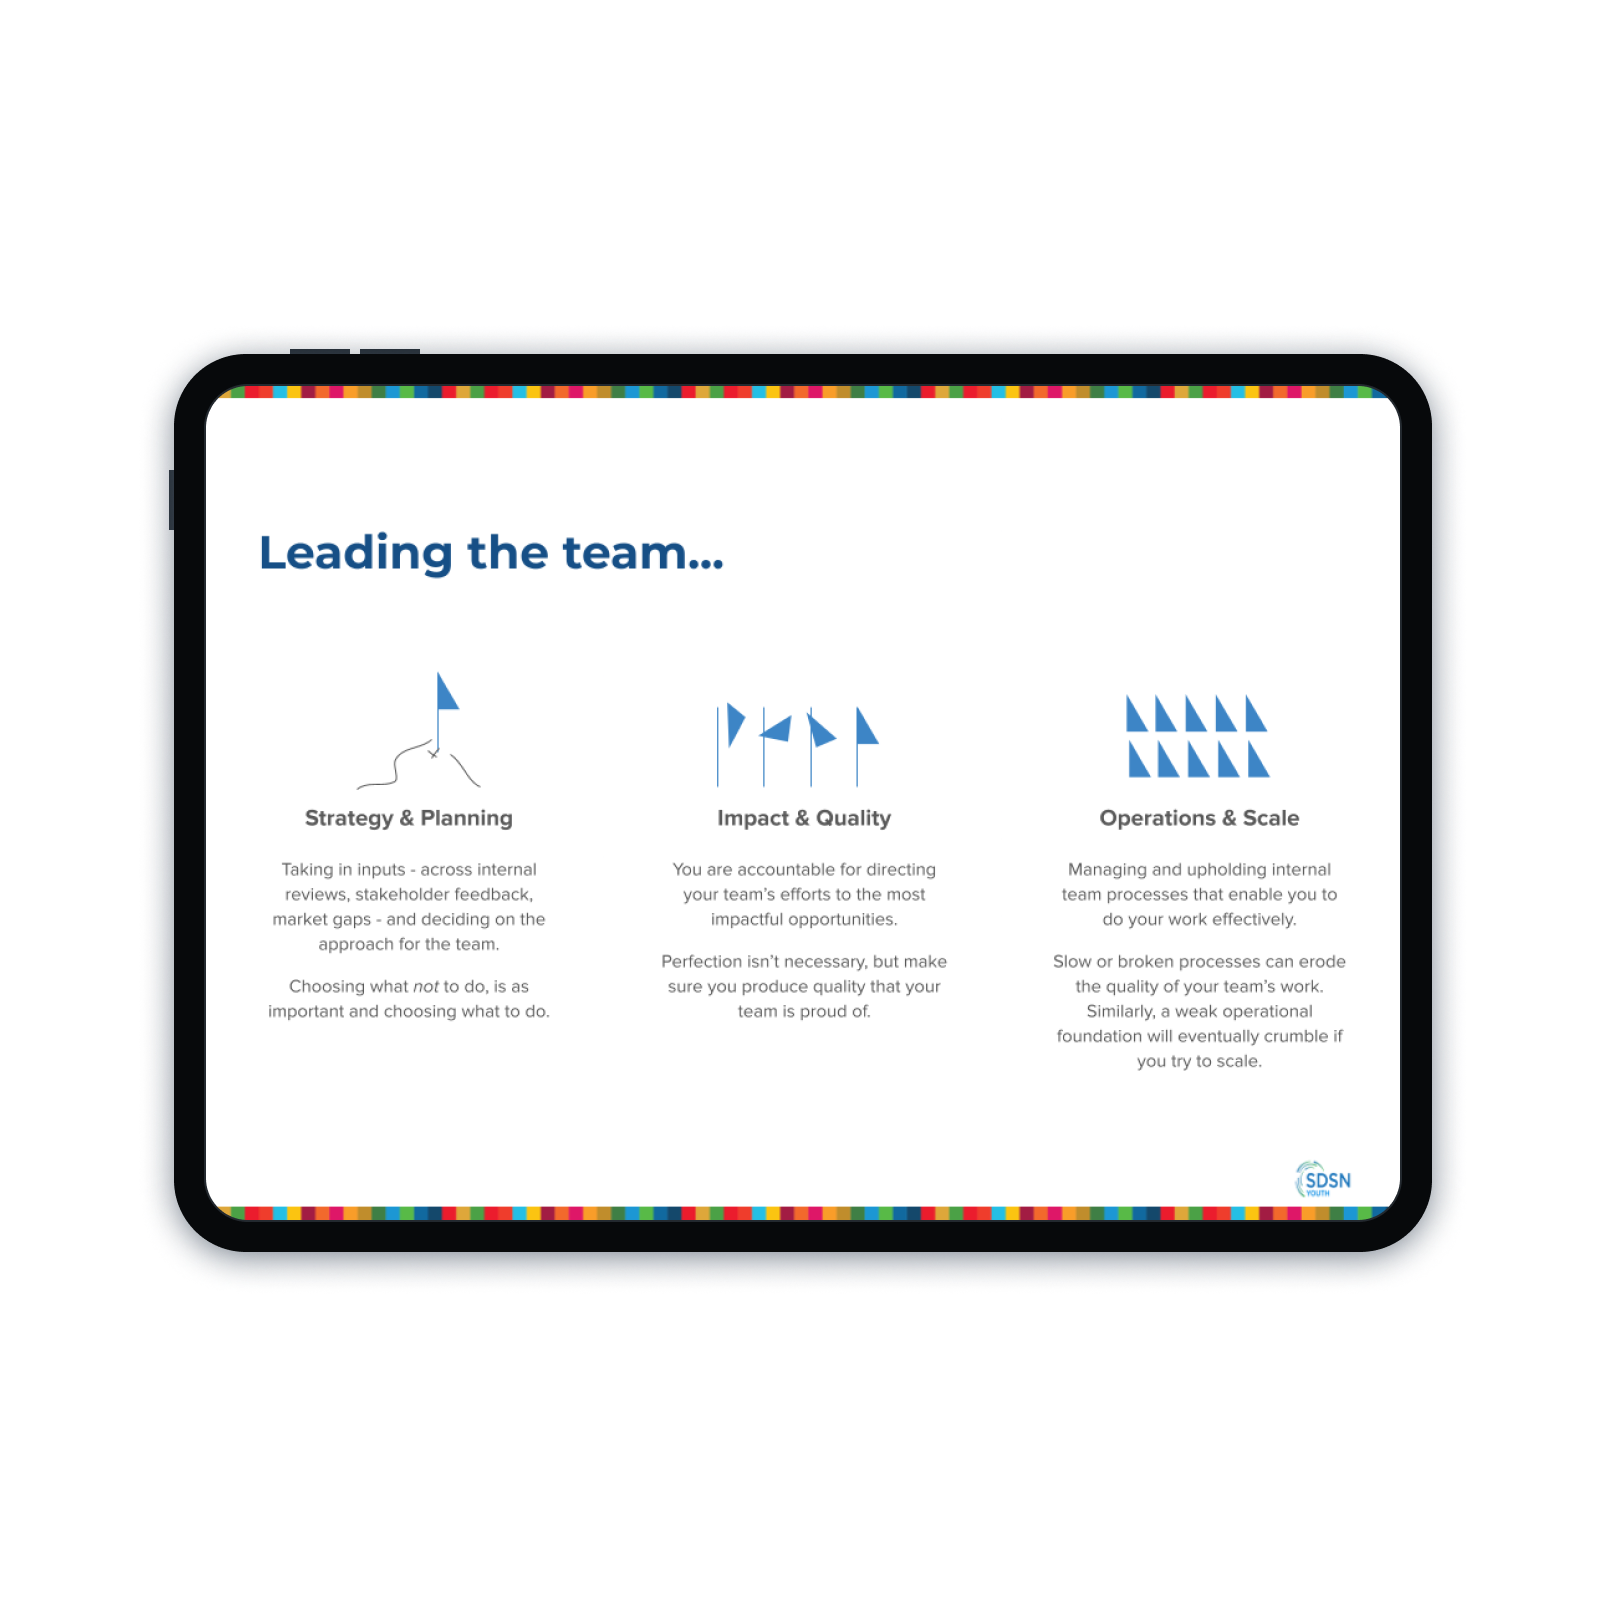 Leading the team...
Strategy & Planning
Taking in inputs - across internal
reviews, stakeholder feedback,
market gaps - and deciding on the
approach for the team.
Choosing what not to do, is as
important and choosing what to do.
Impact & Quality
You are accountable for directing
your team’s efforts to the most
impactful opportunities.
Perfection isn’t necessary, but make
sure you produce quality that your
team is proud of.
Operations & Scale
Managing and upholding internal
team processes that enable you to
do your work effectively.
Slow or broken processes can erode
the quality of your team’s work.
Similarly, a weak operational
foundation will eventually crumble if
you try to scale.
SDSN
YOUTH